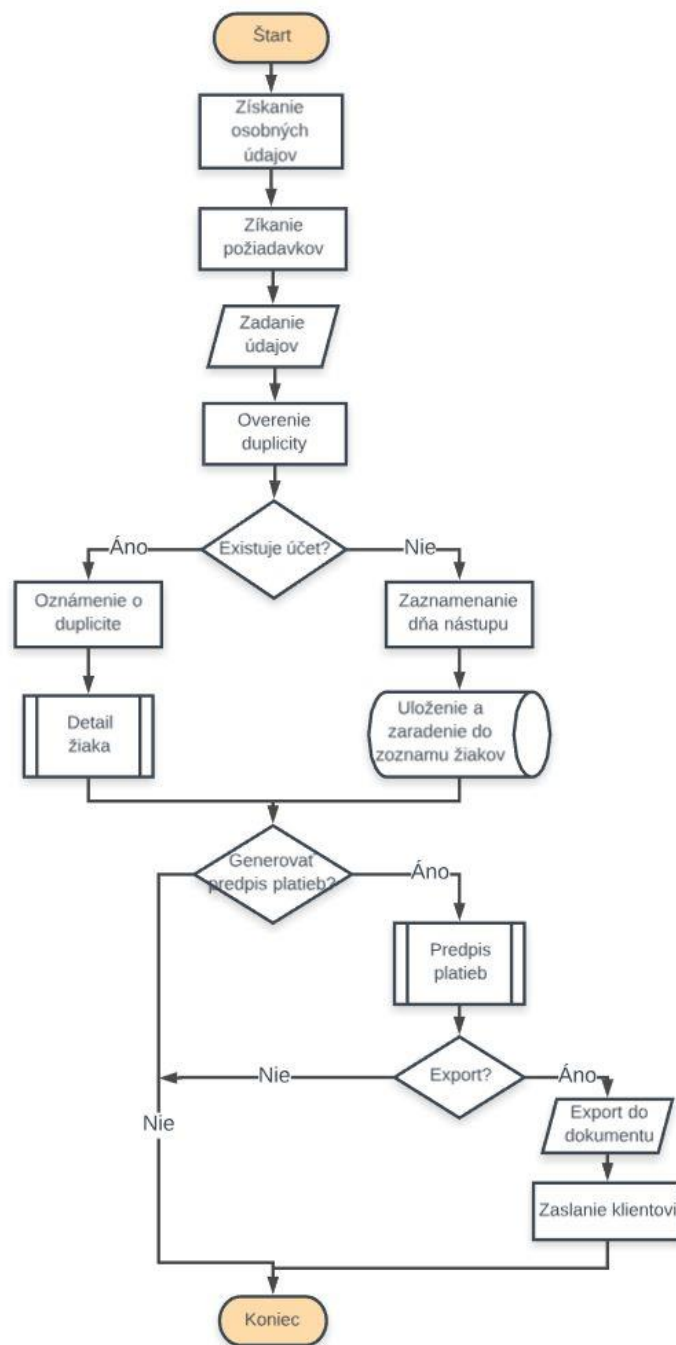 Štart
Získanie
osobných
údajov
Zíkanie
požiadavkov
Zadanie
údajov
Overenie
duplicity
Existuje účet?
Áno
Nie
Oznámenie o
duplicite
Zaznamenanie
dňa nástupu
Detail
žiaka
Uloženie a
zaradenie do
zoznamu žiakov
Generovať
predpis platieb?
Áno
Predpis
platieb
Export?
Nie
Áno
Nie
Export do
dokumentu
Zaslanie klientovi
Koniec